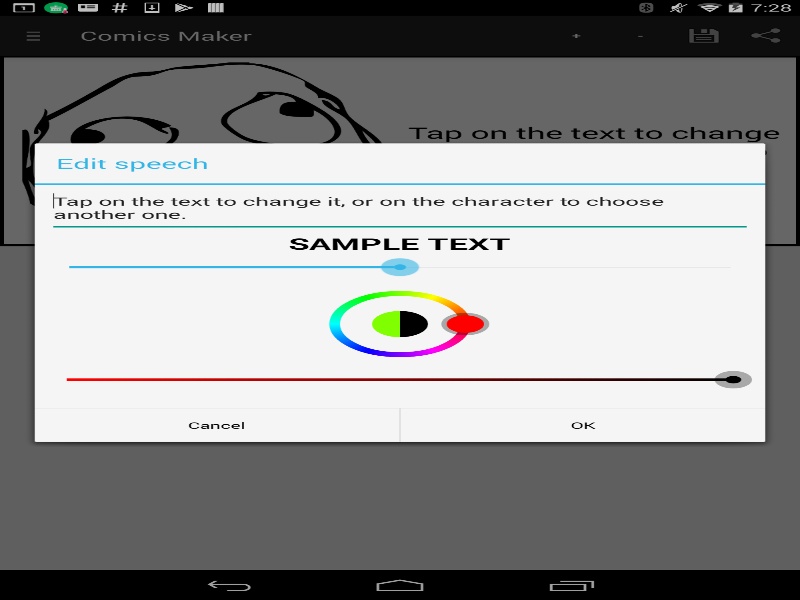 7:28
Comics Maker
+
-
Tap on the text to change
Edit speech
Tap on the text to change it, or on the character to choose
another one.
SAMPLE TEXT
Cancel
OK